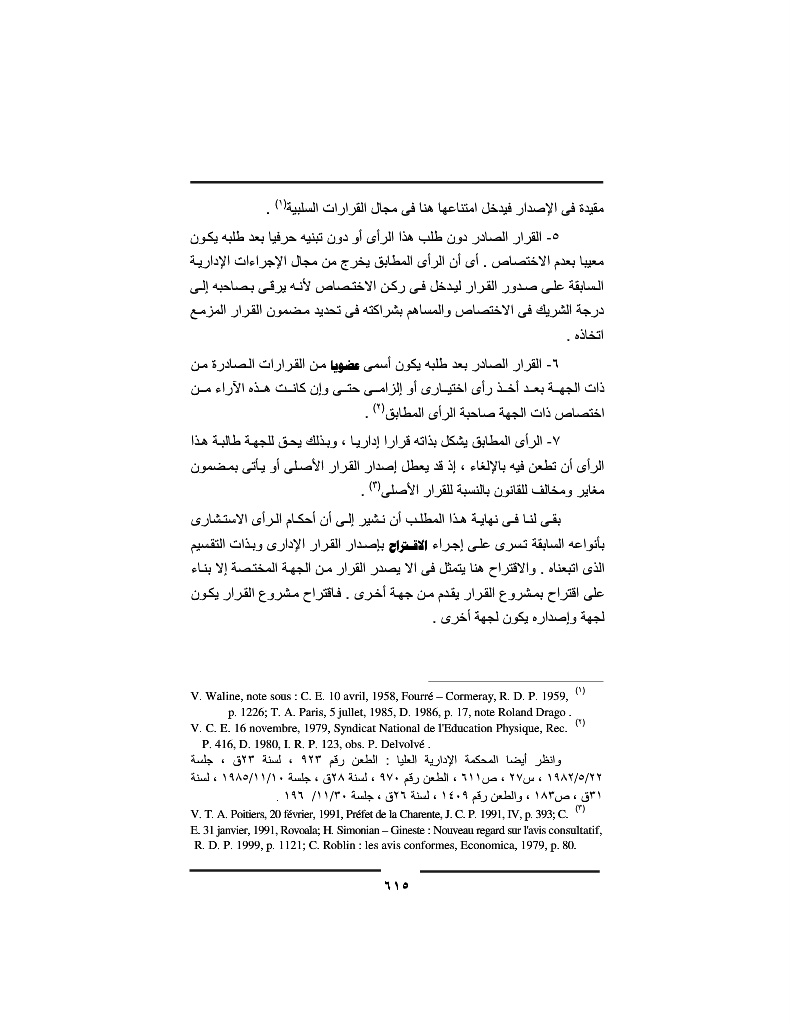 مقيدة فى الإصدار فيدخل امتناعها هنا فى مجال القرارات السلبية(١) .
٥- القرار الصادر دون طلب هذا الرأى أو دون تبنيه حرفيا بعد طلبه يكون
معيبا بعدم الاختصاص . أى أن الرأى المطابق يخرج من مجال الإجراءات الإدارية
السابقة على صدور القرار ليدخل فى ركن الاختصاص لأنه يرقى بصاحبه إلى
درجة الشريك فى الاختصاص والمساهم بشراكته فى تحديد مضمون القرار المزمع
اتخاذه .
٦- القرار الصادر بعد طلبه يكون أسمى عضويا من القرارات الصادرة من
ذات الجهة بعد أخذ رأى اختيارى أو إلزامى حتى وإن كانت هذه الآراء من
اختصاص ذات الجهة صاحبة الرأى المطابق(٢) .
٧- الرأى المطابق يشكل بذاته قرارا إداريا ، وبذلك يحق للجهة طالبة هذا
الرأى أن تطعن فيه بالإلغاء ، إذ قد يعطل إصدار القرار الأصلى أو يأتى بمضمون
مغاير ومخالف للقانون بالنسبة للقرار الأصلى(٣) .
بقى لنا فى نهاية هذا المطلب أن نشير إلى أن أحكام الرأى الاستشارى
بأنواعه السابقة تسرى على إجراء الاقتراح بإصدار القرار الإدارى وبذات التقسيم
الذى اتبعناه . والاقتراح هنا يتمثل فى الا يصدر القرار من الجهة المختصة إلا بناء
على اقتراح بمشروع القرار يقدم من جهة أخرى . فاقتراح مشروع القرار يكون
لجهة وإصداره يكون لجهة أخرى .
(١) V. Waline, note sous : C. E. 10 avril, 1958, Fourré – Cormeray, R. D. P. 1959,
p. 1226; T. A. Paris, 5 jullet, 1985, D. 1986, p. 17, note Roland Drago .
(٢) V. C. E. 16 novembre, 1979, Syndicat National de l'Education Physique, Rec.
P. 416, D. 1980, I. R. P. 123, obs. P. Delvolvé .
وانظر أيضا المحكمة الإدارية العليا : الطعن رقم ٩٢٣ ، لسنة ٢٣ق ، جلسة
١٩٨٢/٥/٢٢ ، س٢٧ ، ص٦١١ ، الطعن رقم ٩٧٠ ، لسنة ٢٨ق ، جلسة ١٩٨٥/١١/١٠ ، لسنة
٣١ق ، ص١٨٣ ، والطعن رقم ١٤٠٩ ، لسنة ٢٦ق ، جلسة ١١/٣٠/ ١٩٦ .
(٣) V. T. A. Poitiers, 20 février, 1991, Préfet de la Charente, J. C. P. 1991, IV, p. 393; C.
E. 31 janvier, 1991, Rovoala; H. Simonian – Gineste : Nouveau regard sur l'avis consultatif,
R. D. P. 1999, p. 1121; C. Roblin : les avis conformes, Economica, 1979, p. 80.
٦١٥